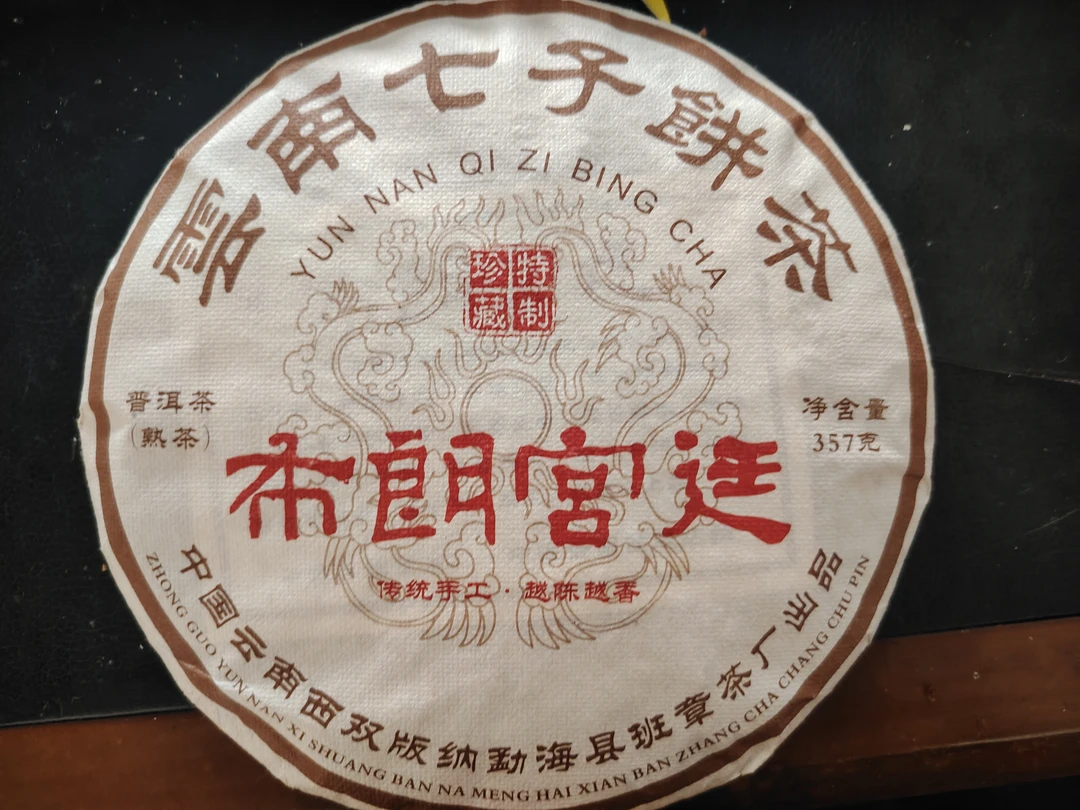 雲南七子餅茶
YUN NAN QI ZI BING CHA
特制
珍藏
普洱茶
(熟茶)
净含量
357克
布朗宫廷
传统手工·越陈越香
中国云南西双版纳勐海县班章茶厂出品
ZHONG GUO YUN NAN XI SHUANG BAN NA MENG HAI XIAN BAN ZHANG CHA CHANG CHU PIN